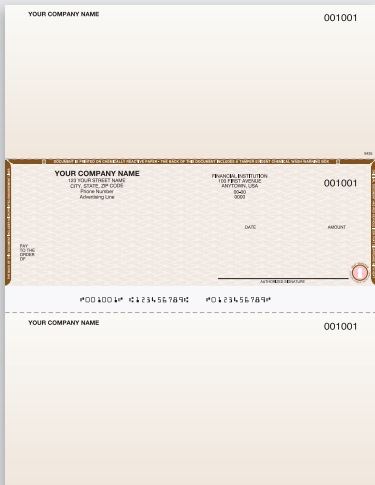 YOUR COMPANY NAME 001001
DOCUMENT IS PRINTED ON CHEMICALLY REACTIVE PAPER • THE BACK OF THIS DOCUMENT INCLUDES A TAMPER EVIDENT CHEMICAL WASH WARNING BOX
YOUR COMPANY NAME
123 YOUR STREET NAME
CITY, STATE, ZIP CODE
Phone Number
Advertising Line
FINANCIAL INSTITUTION
100 FIRST AVENUE
ANYTOWN, USA
00-00
0000
001001
DATE AMOUNT
PAY
TO THE
ORDER
OF
AUTHORIZED SIGNATURE
⑈001001⑈ ⑆123456789⑆ ⑈0123456789⑈
YOUR COMPANY NAME 001001